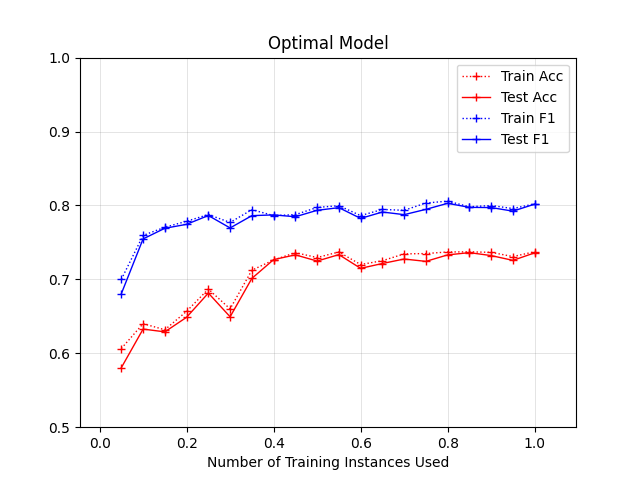 Optimal Model
1.0
0.9
0.8
0.7
0.6
0.5
Train Acc
Test Acc
Train F1
Test F1
0.0 0.2 0.4 0.6 0.8 1.0
Number of Training Instances Used